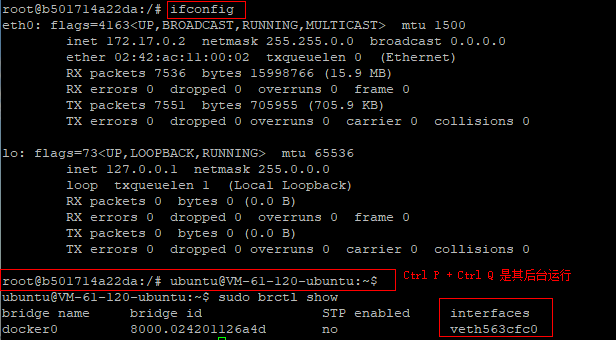 root@b501714a22da:/# ifconfig
eth0: flags=4163<UP,BROADCAST,RUNNING,MULTICAST>  mtu 1500
        inet 172.17.0.2  netmask 255.255.0.0  broadcast 0.0.0.0
        ether 02:42:ac:11:00:02  txqueuelen 0  (Ethernet)
        RX packets 7536  bytes 15998766 (15.9 MB)
        RX errors 0  dropped 0  overruns 0  frame 0
        TX packets 7551  bytes 705955 (705.9 KB)
        TX errors 0  dropped 0 overruns 0  carrier 0  collisions 0
lo: flags=73<UP,LOOPBACK,RUNNING>  mtu 65536
        inet 127.0.0.1  netmask 255.0.0.0
        loop  txqueuelen 1  (Local Loopback)
        RX packets 0  bytes 0 (0.0 B)
        RX errors 0  dropped 0  overruns 0  frame 0
        TX packets 0  bytes 0 (0.0 B)
        TX errors 0  dropped 0 overruns 0  carrier 0  collisions 0
root@b501714a22da:/# ubuntu@VM-61-120-ubuntu:~$ Ctrl P + Ctrl Q 是其后台运行
ubuntu@VM-61-120-ubuntu:~$ sudo brctl show
bridge name     bridge id               STP enabled     interfaces
docker0         8000.024201126a4d       no              veth563cfc0